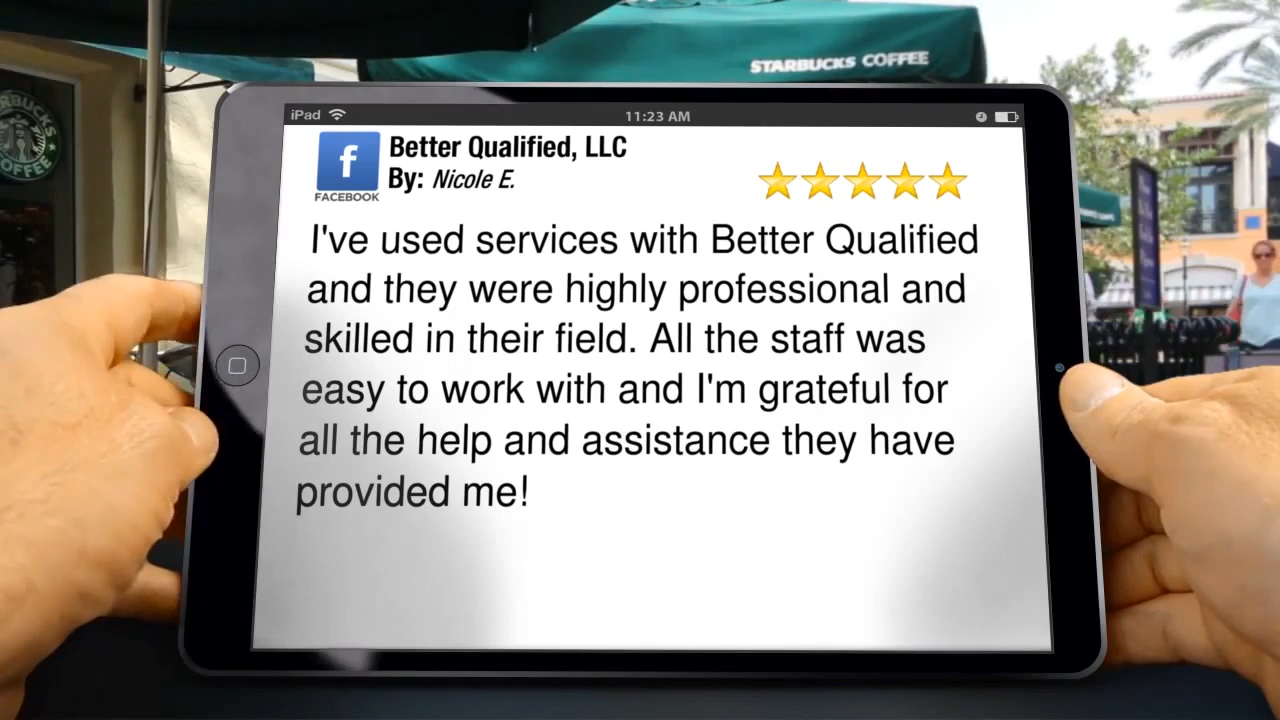 STARBUCKS COFFEE
RBUCKS
OFFEE
iPad
11:23 AM
f
FACEBOOK
Better Qualified, LLC
By: Nicole E.
I've used services with Better Qualified
and they were highly professional and
skilled in their field. All the staff was
easy to work with and I'm grateful for
all the help and assistance they have
provided me!